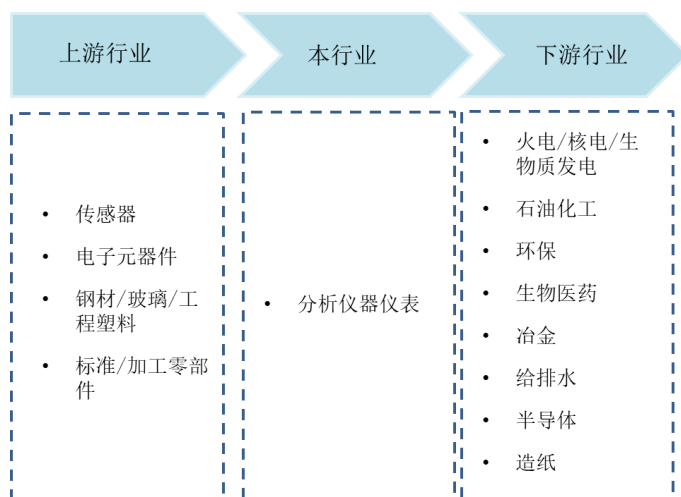 上游行业
本行业
下游行业
• 传感器
• 电子元器件
• 钢材/玻璃/工
程塑料
• 标准/加工零部
件
• 分析仪器仪表
• 火电/核电/生
物质发电
• 石油化工
• 环保
• 生物医药
• 冶金
• 给排水
• 半导体
• 造纸